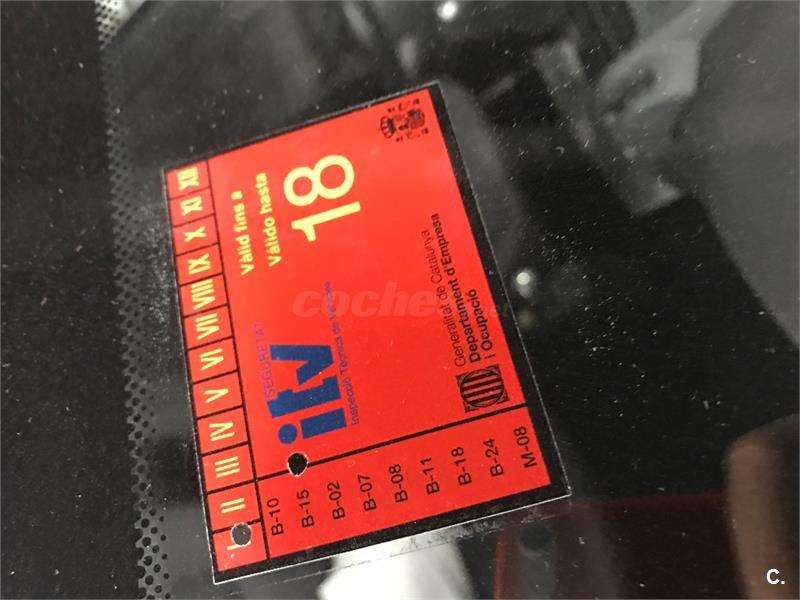 I II III IV V VI VII VIII IX X XI XII
Vàlid fins a
Válido hasta
18
SEGURETAT
itv
Inspecció Tècnica de Vehicles
Generalitat de Catalunya
Departament d'Empresa
i Ocupació
B-10
B-15
B-02
B-07
B-08
B-11
B-18
B-24
M-08
coches.net
C.